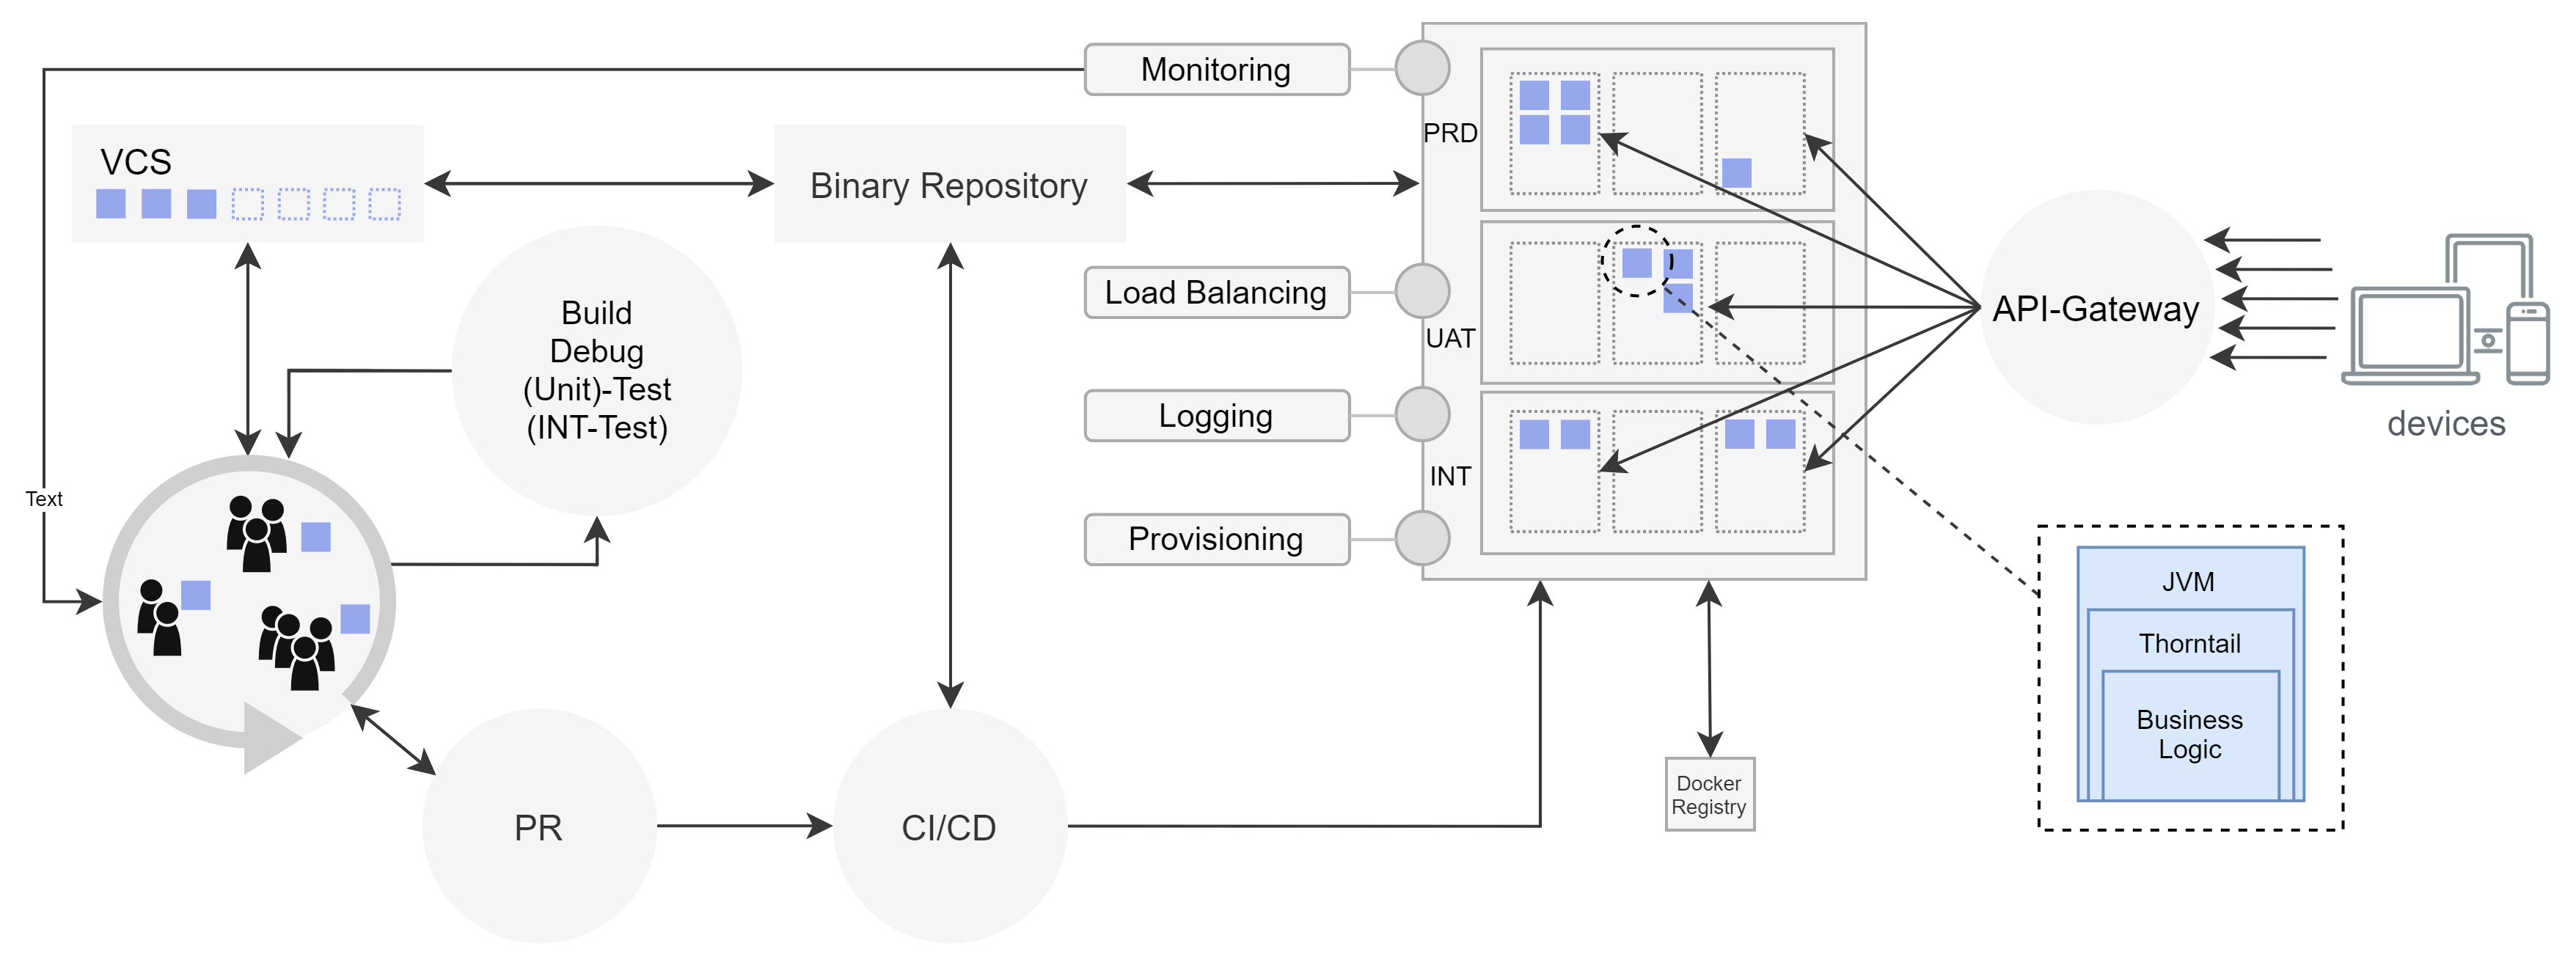 Monitoring
PRD
VCS
Binary Repository
Load Balancing
API-Gateway
Build
Debug
(Unit)-Test
(INT-Test)
UAT
devices
Logging
INT
Text
Provisioning
JVM
Thorntail
Business
Logic
Docker
Registry
PR
CI/CD